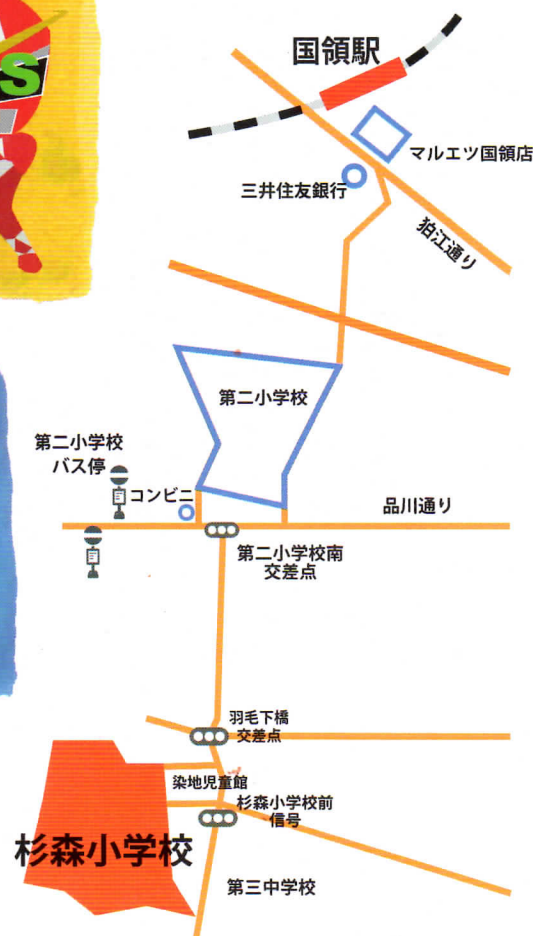 S
国領駅
マルエツ国領店
三井住友銀行
狛江通り
第二小学校
第二小学校
バス停
コンビニ
品川通り
第二小学校南
交差点
羽毛下橋
交差点
染地児童館
杉森小学校前
信号
杉森小学校
第三中学校